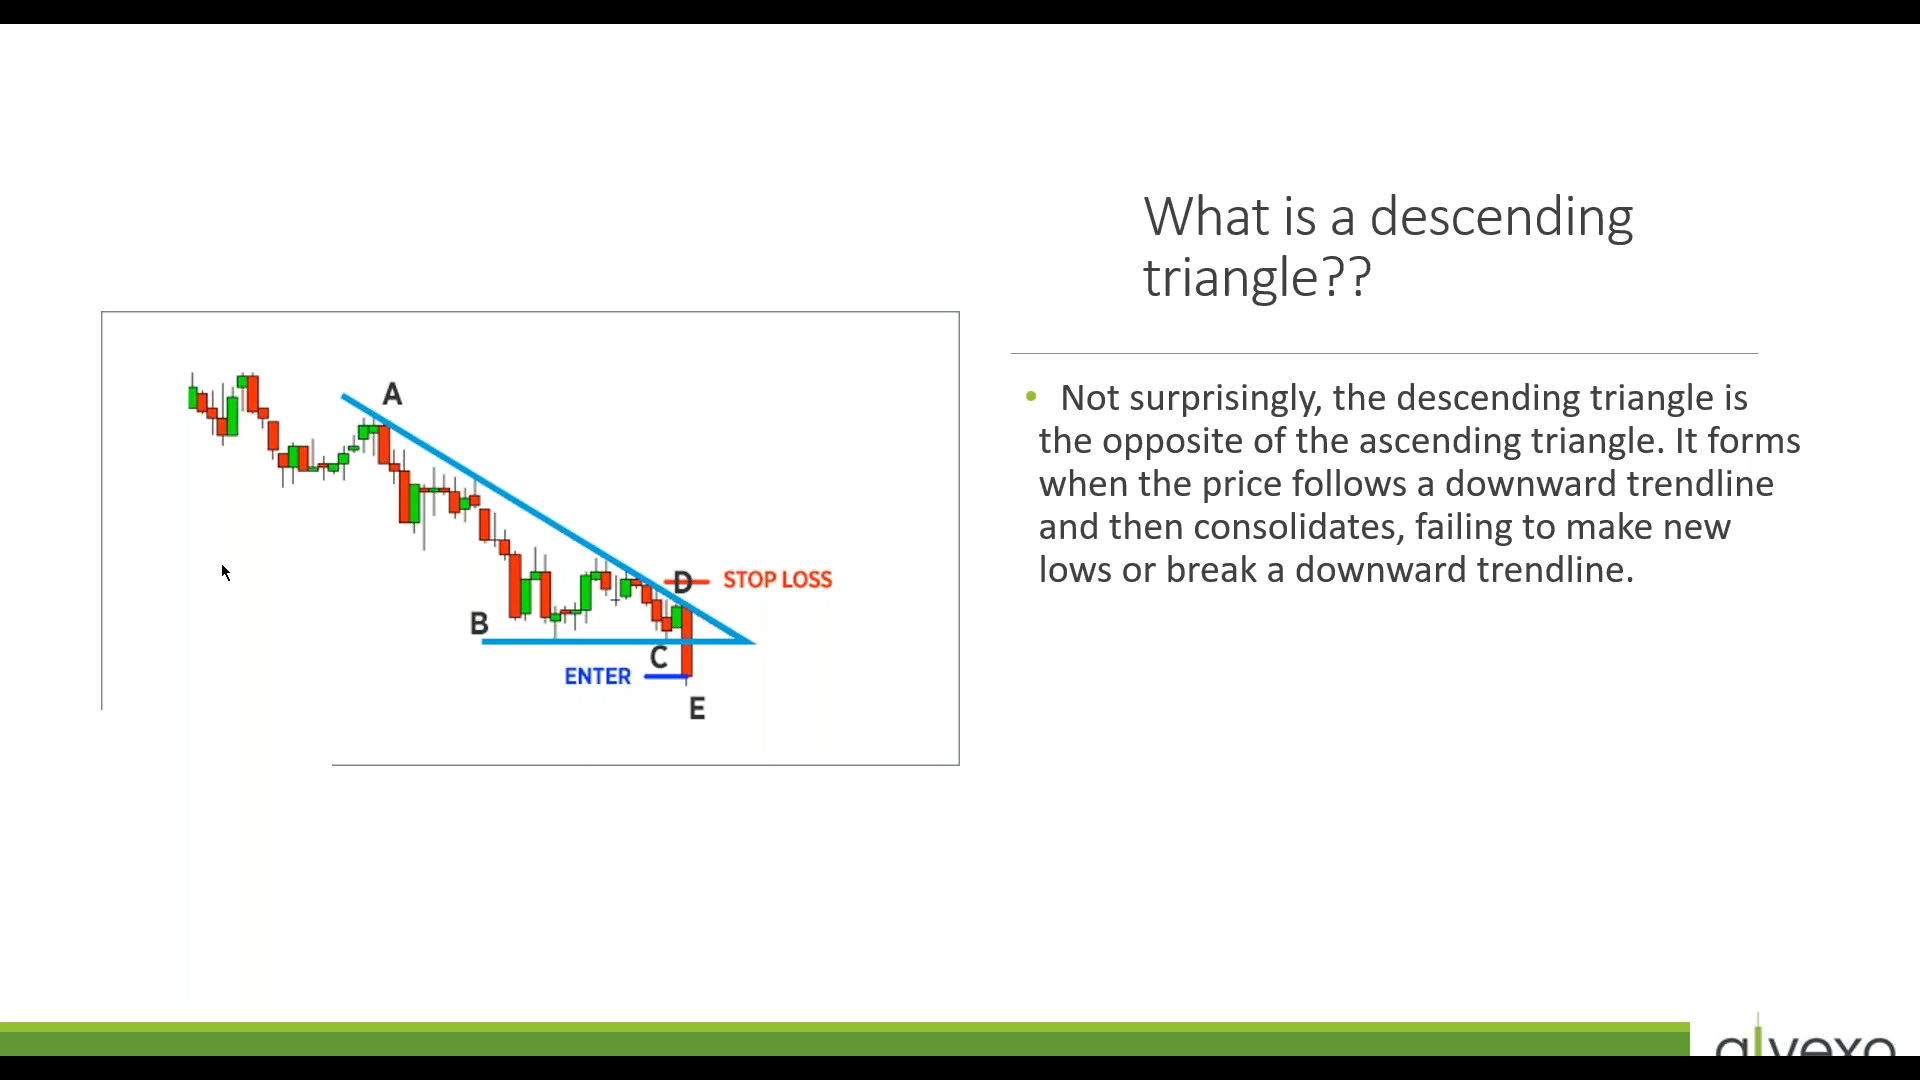 What is a descending
triangle??
A
D
STOP LOSS
B
C
ENTER
E
• Not surprisingly, the descending triangle is
the opposite of the ascending triangle. It forms
when the price follows a downward trendline
and then consolidates, failing to make new
lows or break a downward trendline.
alvexo